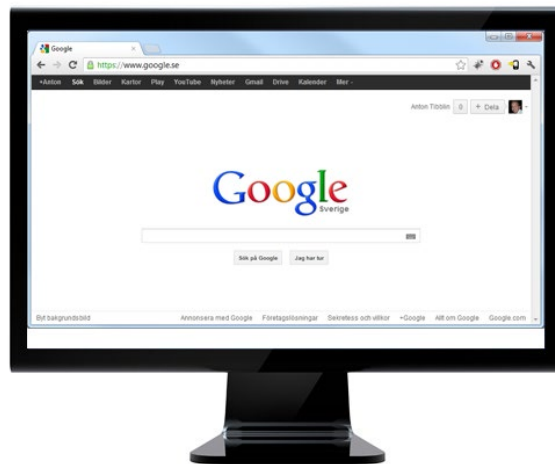 Google
https://www.google.se
+Anton Sök Bilder Kartor Play YouTube Nyheter Gmail Drive Kalender Mer
Anton Tibblin 0 + Dela
Google
Sverige
Sök på Google Jag har tur
Byt bakgrundsbild Annonsera med Google Företagslösningar Sekretess och villkor +Google Allt om Google Google.com